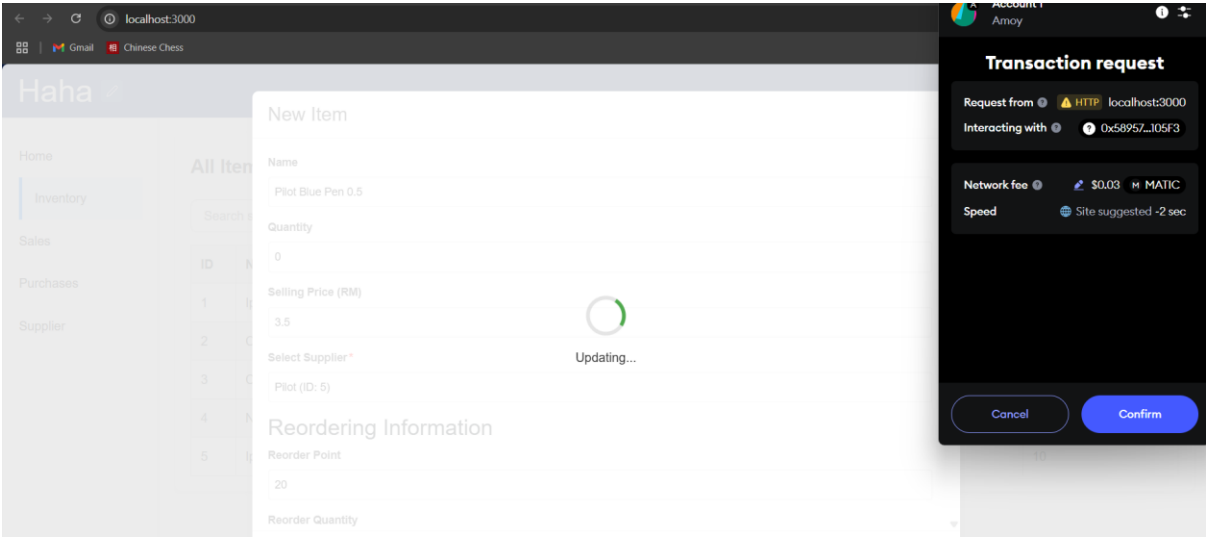 localhost:3000
Gmail Chinese Chess
Haha
Home
Inventory
Sales
Purchases
Supplier
All Iten
Search
ID
1
2
3
4
5
10
New Item
Name
Pilot Blue Pen 0.5
Quantity
0
Selling Price (RM)
3.5
Select Supplier*
Pilot (ID: 5)
Reordering Information
Reorder Point
20
Reorder Quantity
Updating...
Account 1
Amoy
Transaction request
Request from HTTP localhost:3000
Interacting with 0x58957...105F3
Network fee $0.03 M MATIC
Speed Site suggested ~2 sec
Cancel Confirm